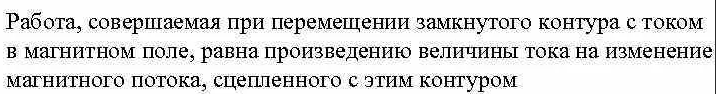 Работа, совершаемая при перемещении замкнутого контура с током
в магнитном поле, равна произведению величины тока на изменение
магнитного потока, сцепленного с этим контуром